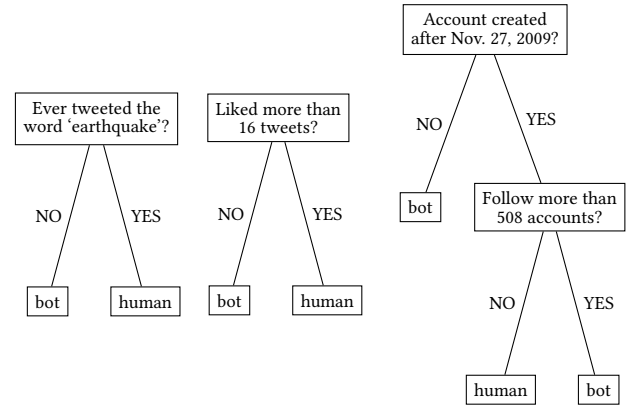 Ever tweeted the
word ‘earthquake’?
NO
YES
bot
human
Liked more than
16 tweets?
NO
YES
bot
human
Account created
after Nov. 27, 2009?
NO
YES
bot
Follow more than
508 accounts?
NO
YES
human
bot